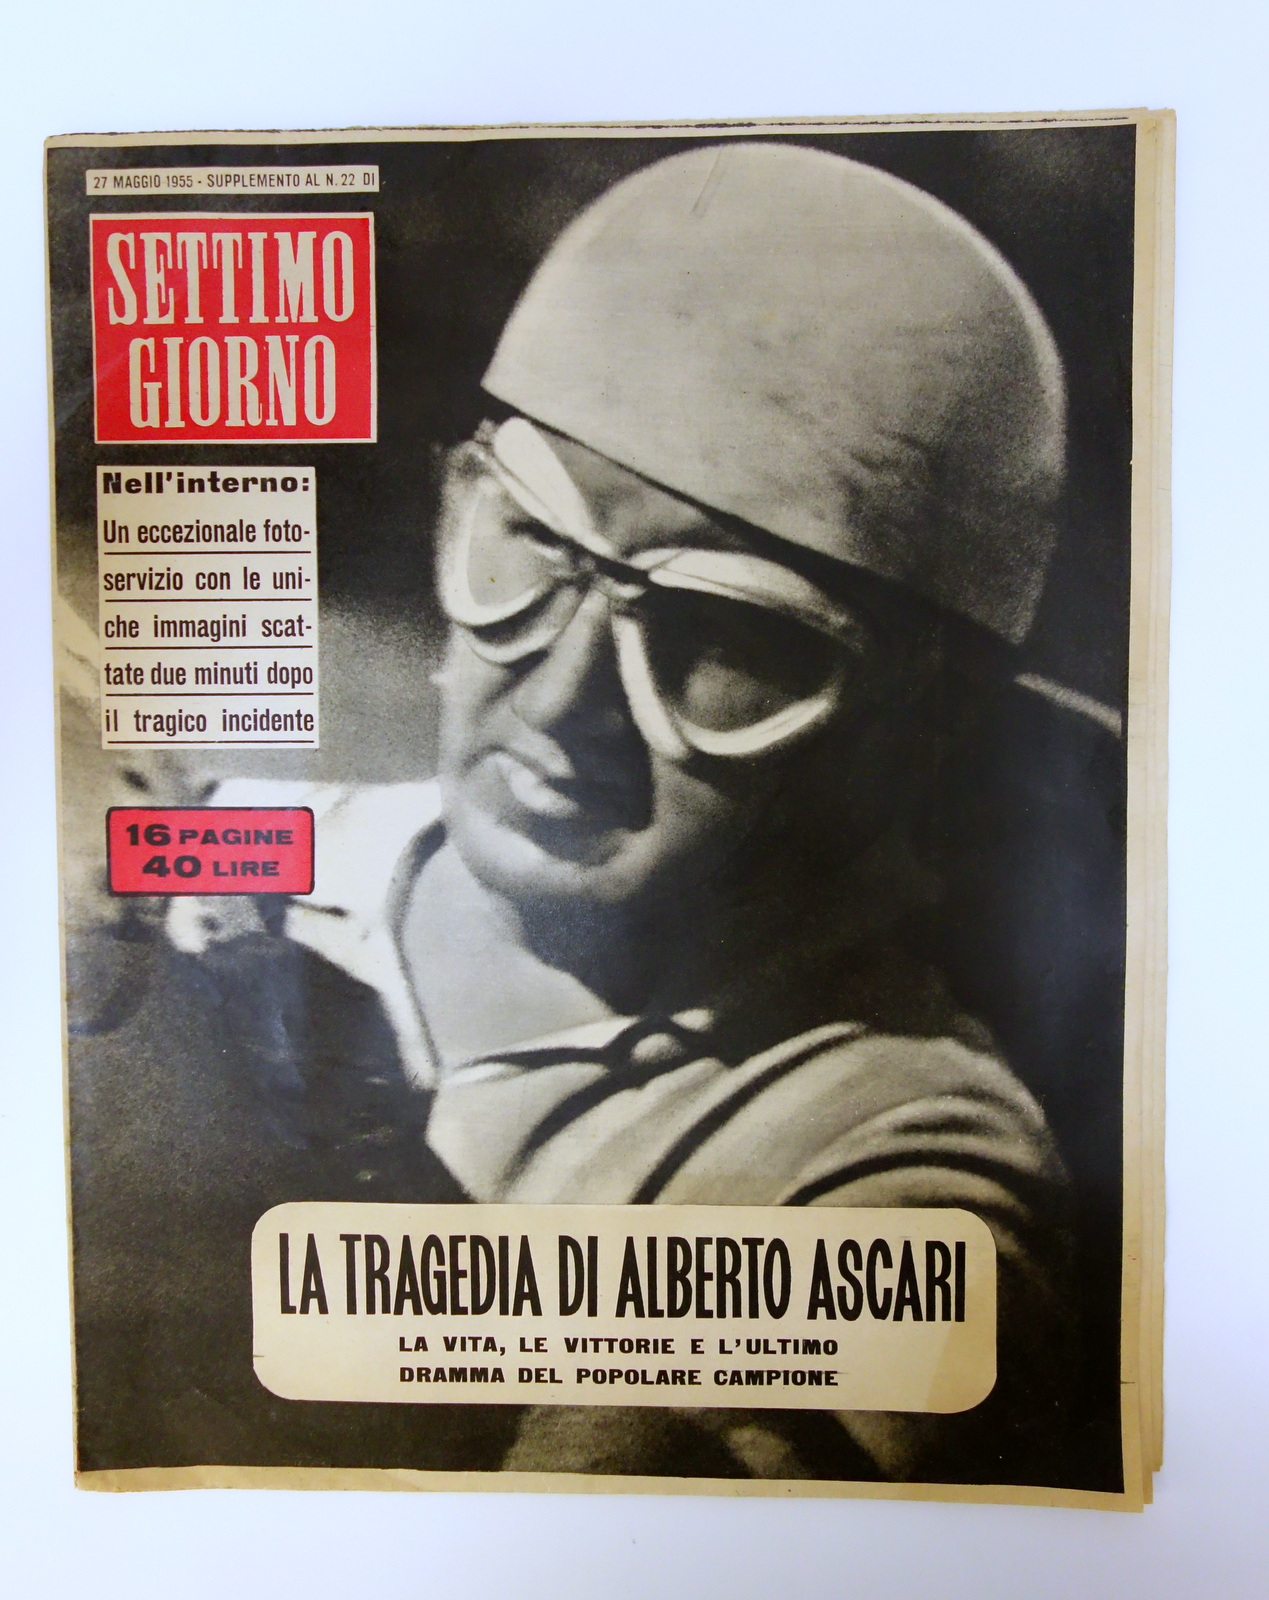 27 MAGGIO 1955 - SUPPLEMENTO AL N. 22 DI
SETTIMO
GIORNO
Nell'interno:
Un eccezionale foto-
servizio con le uni-
che immagini scat-
tate due minuti dopo
il tragico incidente
16 PAGINE
40 LIRE
LA TRAGEDIA DI ALBERTO ASCARI
LA VITA, LE VITTORIE E L'ULTIMO
DRAMMA DEL POPOLARE CAMPIONE